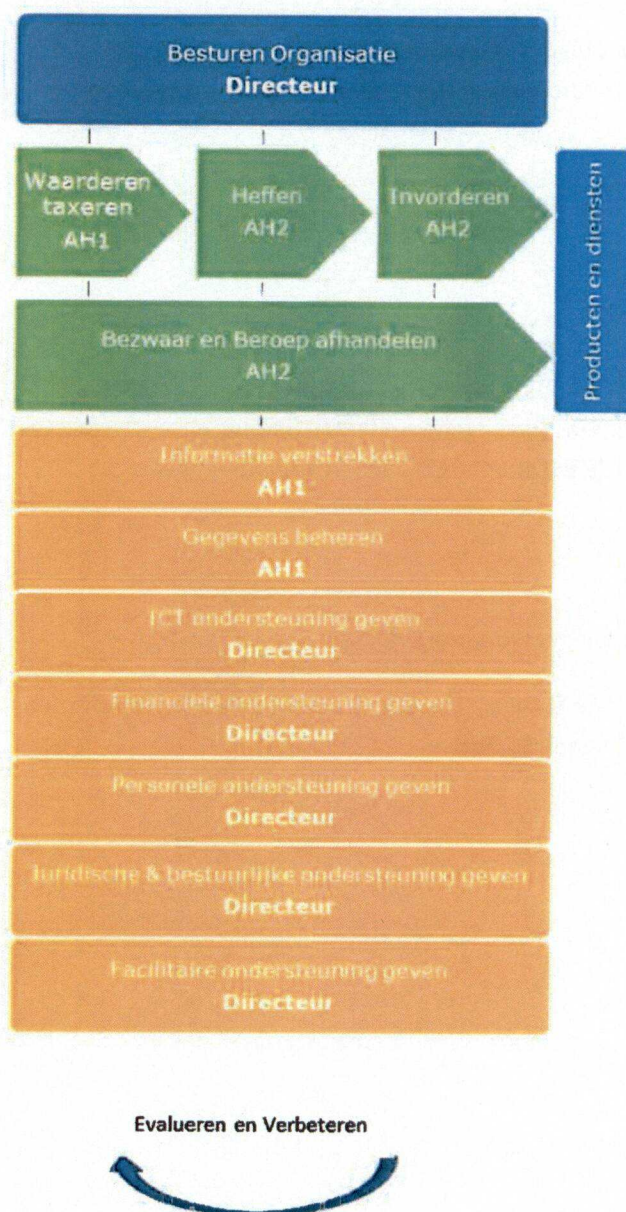 Besturen Organisatie
Directeur
Waarderen
taxeren
AH1
Heffen
AH2
Invorderen
AH2
Producten en diensten
Bezwaar en Beroep afhandelen
AH2
Informatie verstrekken
AH1
Gegevens beheren
AH1
ICT ondersteuning geven
Directeur
Financiële ondersteuning geven
Directeur
Personele ondersteuning geven
Directeur
Juridische & bestuurlijke ondersteuning geven
Directeur
Facilitaire ondersteuning geven
Directeur
Evalueren en Verbeteren